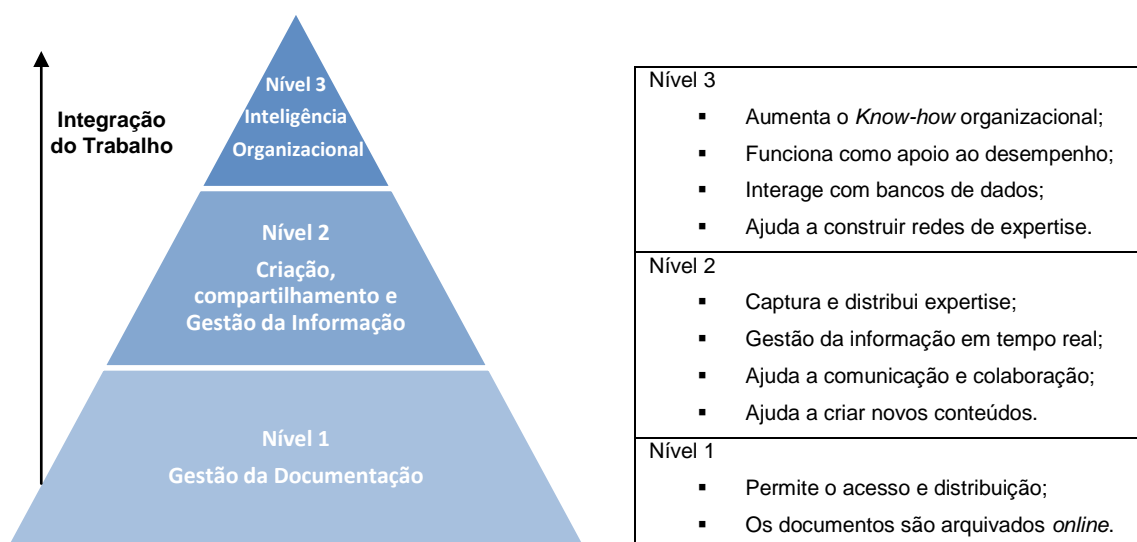 Integração
do Trabalho
Nível 3
Inteligência
Organizacional
Nível 2
Criação,
compartilhamento e
Gestão da Informação
Nível 1
Gestão da Documentação
Nível 3
▪ Aumenta o Know-how organizacional;
▪ Funciona como apoio ao desempenho;
▪ Interage com bancos de dados;
▪ Ajuda a construir redes de expertise.
Nível 2
▪ Captura e distribui expertise;
▪ Gestão da informação em tempo real;
▪ Ajuda a comunicação e colaboração;
▪ Ajuda a criar novos conteúdos.
Nível 1
▪ Permite o acesso e distribuição;
▪ Os documentos são arquivados online.